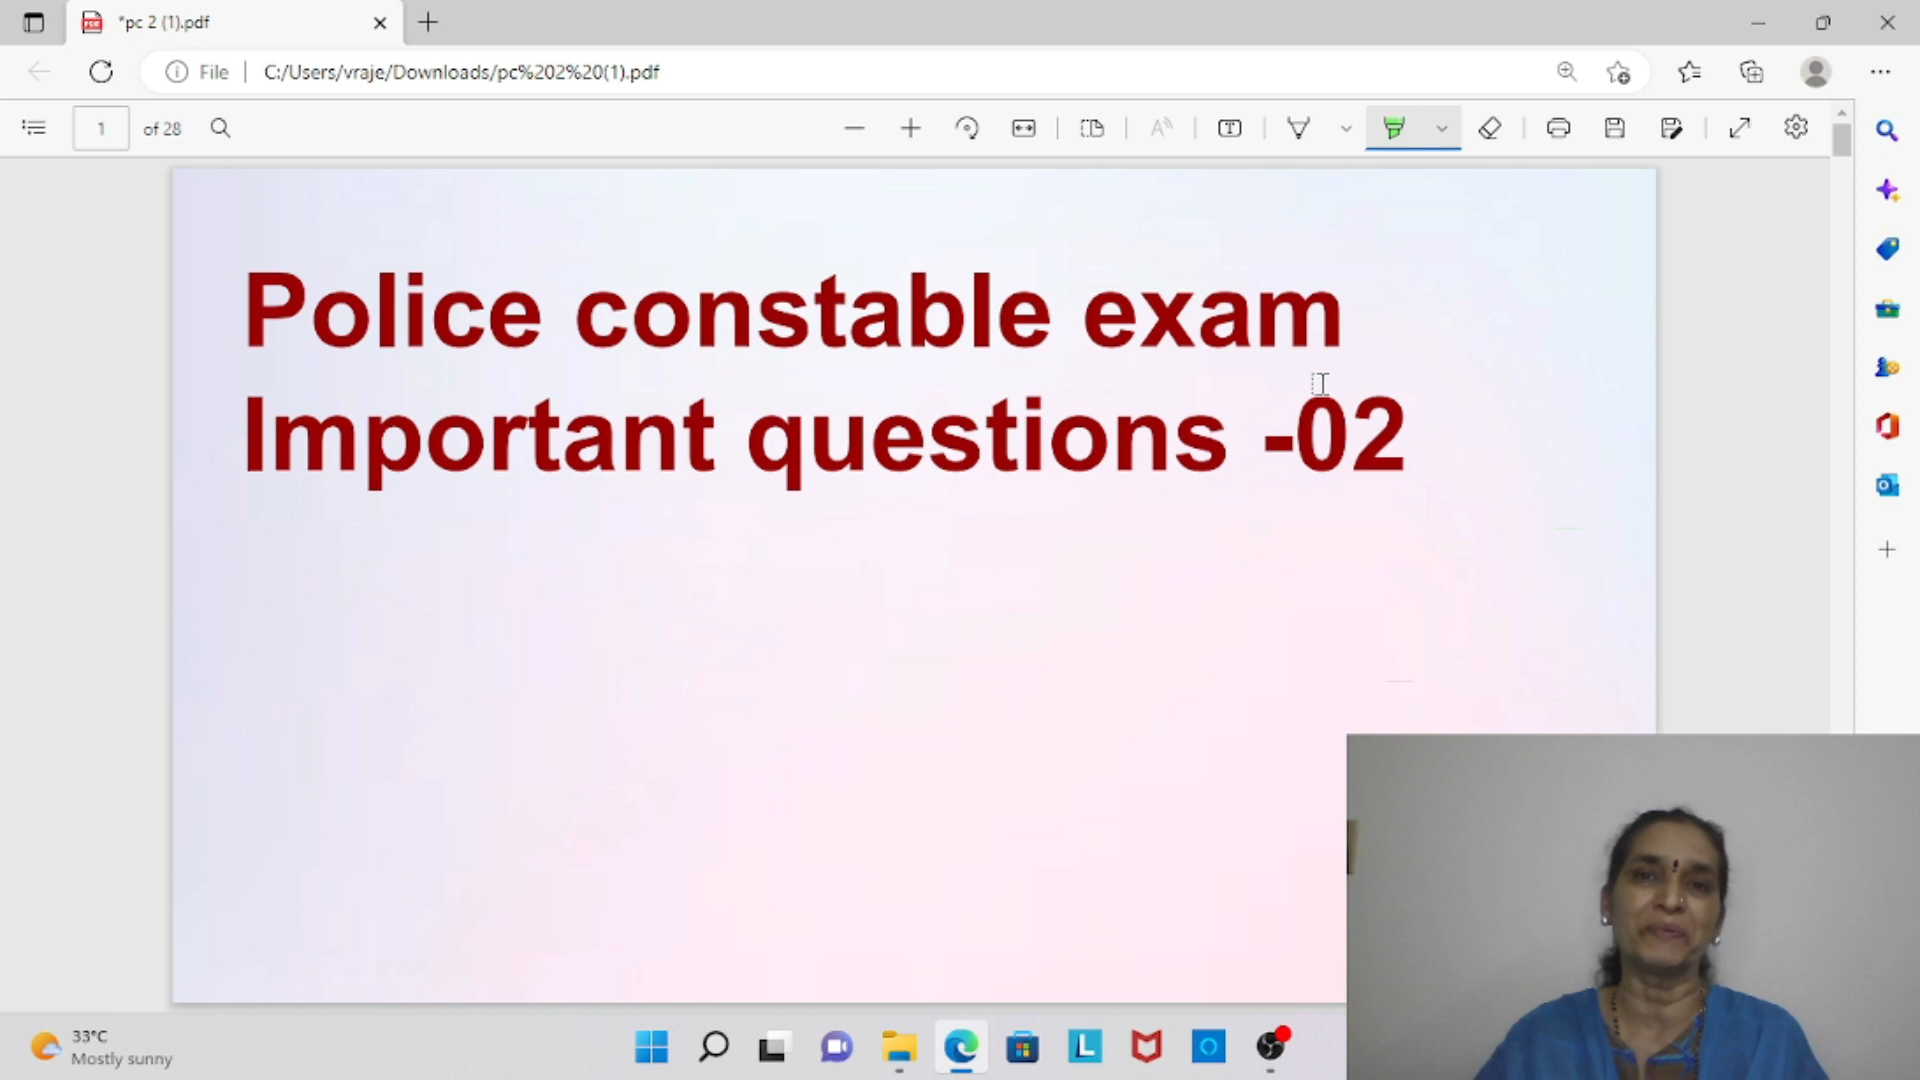 *pc 2 (1).pdf
File
C:/Users/vraje/Downloads/pc%202%20(1).pdf
1 of 28
Police constable exam
Important questions -02
33°C
Mostly sunny